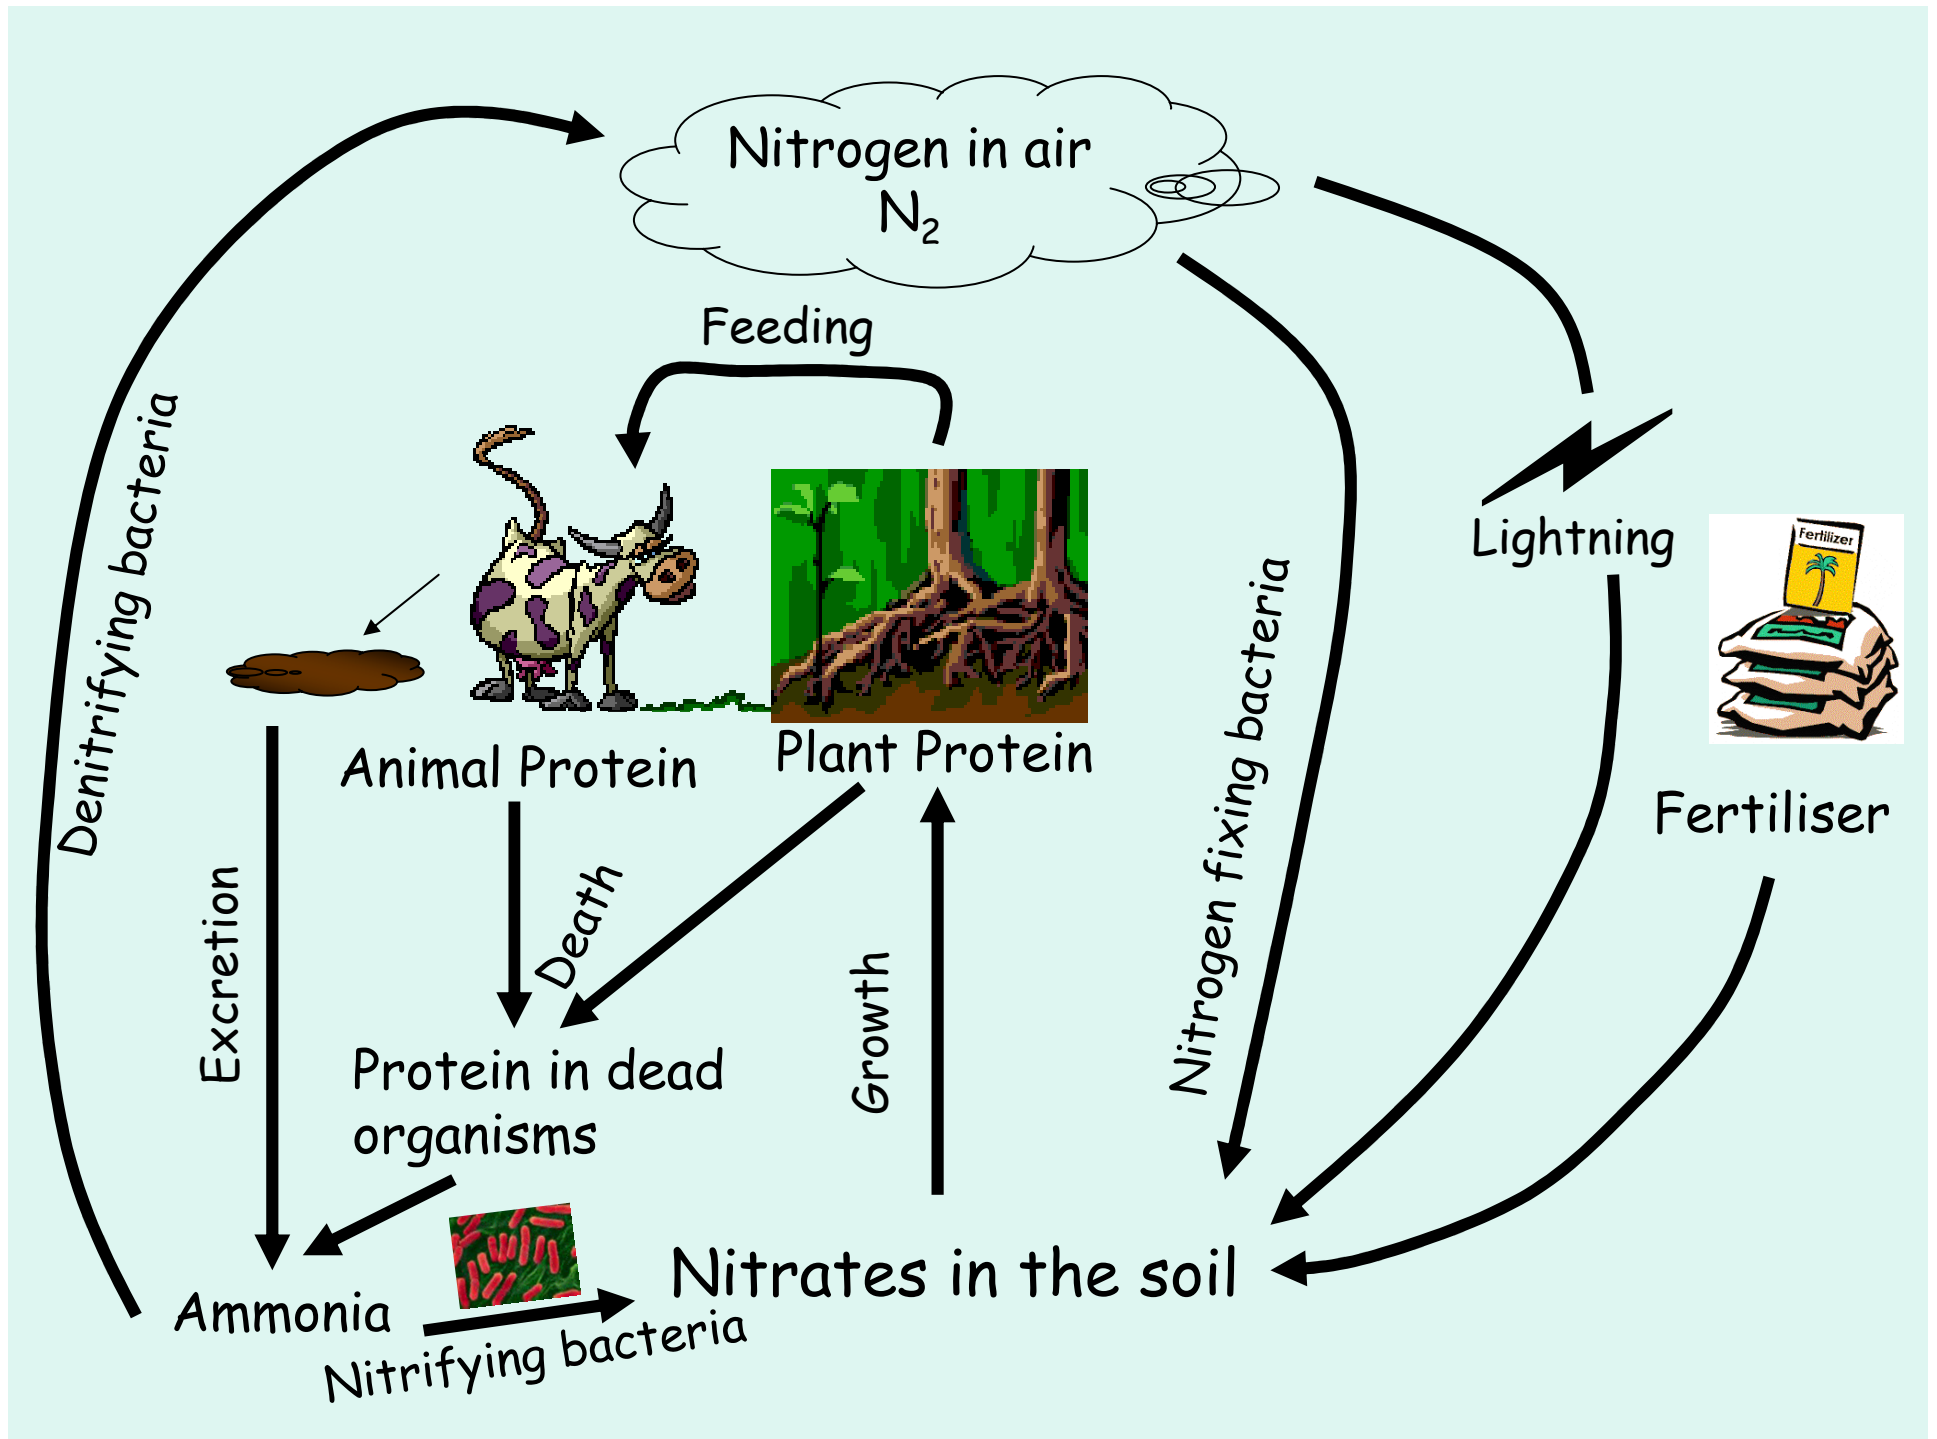 Nitrogen in air
N₂
Feeding
Denitrifying bacteria
Nitrogen fixing bacteria
Lightning
Fertilizer
Fertiliser
Animal Protein
Plant Protein
Excretion
Death
Growth
Protein in dead
organisms
Ammonia
Nitrifying bacteria
Nitrates in the soil